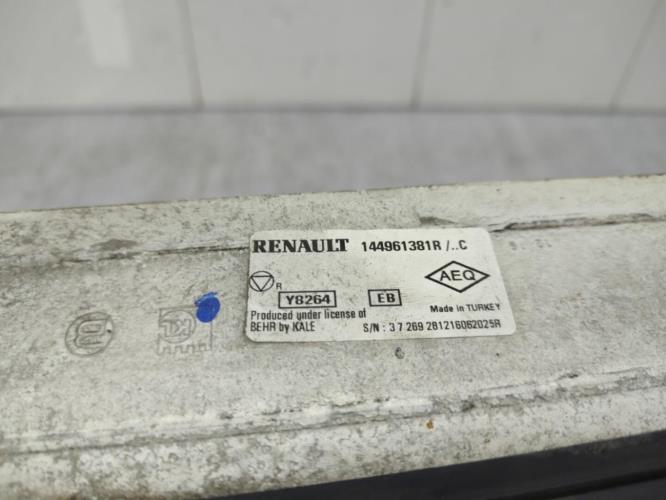 RENAULT 144961381R /..C
R
Y8264 EB
AEQ
Made in TURKEY
Produced under license of
BEHR by KALE
S/N : 3 7 269 281216062025R